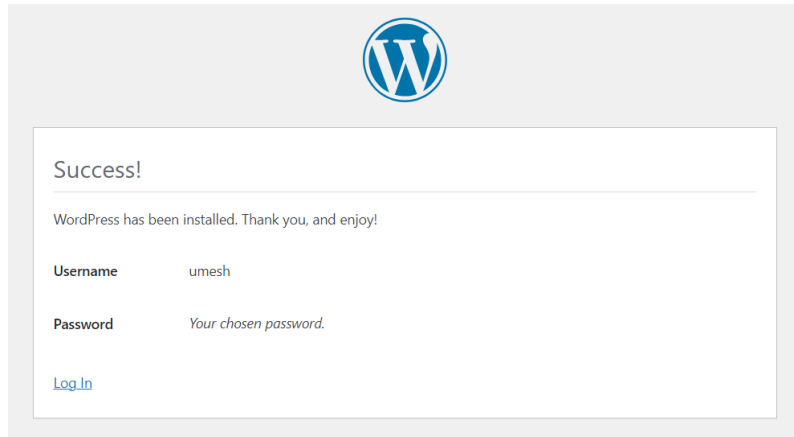 Success!
WordPress has been installed. Thank you, and enjoy!
Username umesh
Password Your chosen password.
Log In